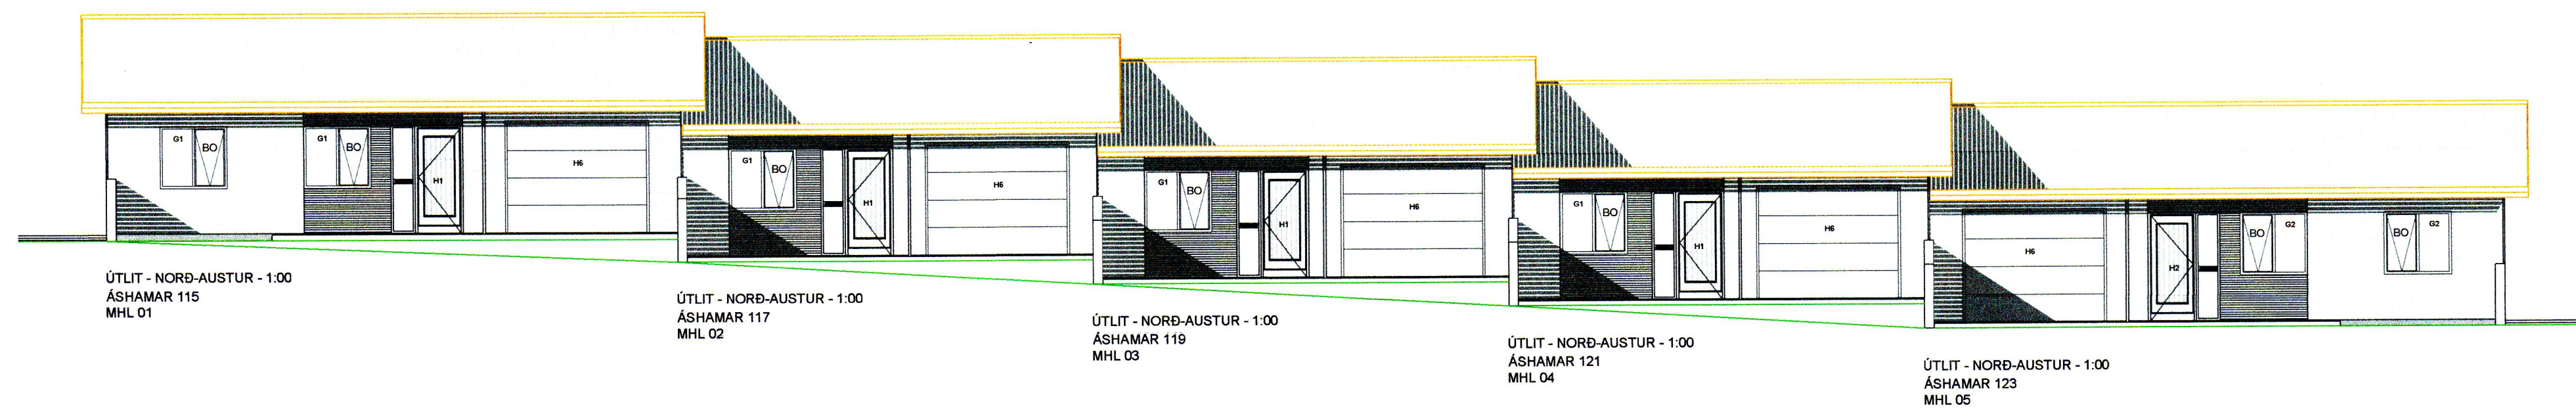 G1 BO G1 BO H1 H6
ÚTLIT - NORÐ-AUSTUR - 1:00
ÁSHAMAR 115
MHL 01
G1 BO H1 H6
ÚTLIT - NORÐ-AUSTUR - 1:00
ÁSHAMAR 117
MHL 02
G1 BO H1 H6
ÚTLIT - NORÐ-AUSTUR - 1:00
ÁSHAMAR 119
MHL 03
G1 BO H1 H6
ÚTLIT - NORÐ-AUSTUR - 1:00
ÁSHAMAR 121
MHL 04
H6 H2 BO G2 BO G2
ÚTLIT - NORÐ-AUSTUR - 1:00
ÁSHAMAR 123
MHL 05